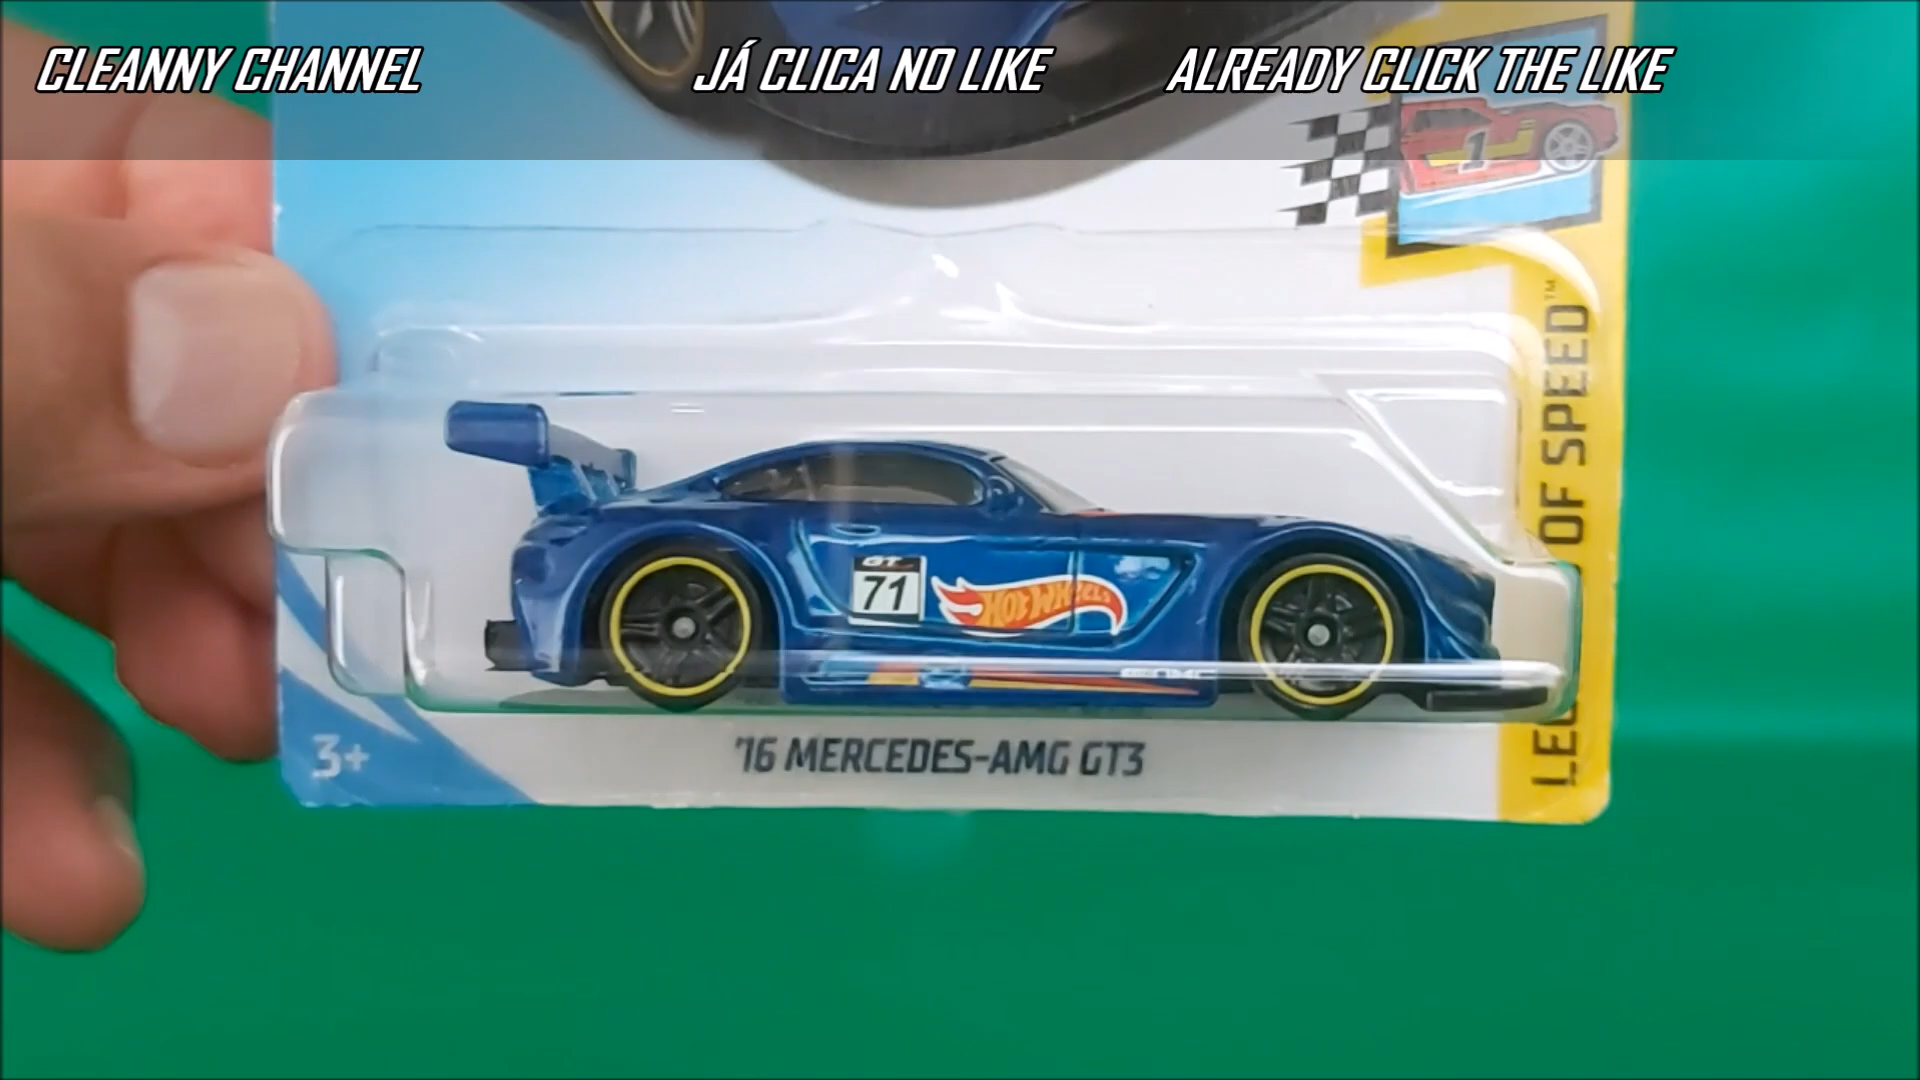 CLEANNY CHANNEL
JÁ CLICA NO LIKE
ALREADY CLICK THE LIKE
1
OF SPEED™
GT
71
HOT WHEELS
3+
'16 MERCEDES-AMG GT3